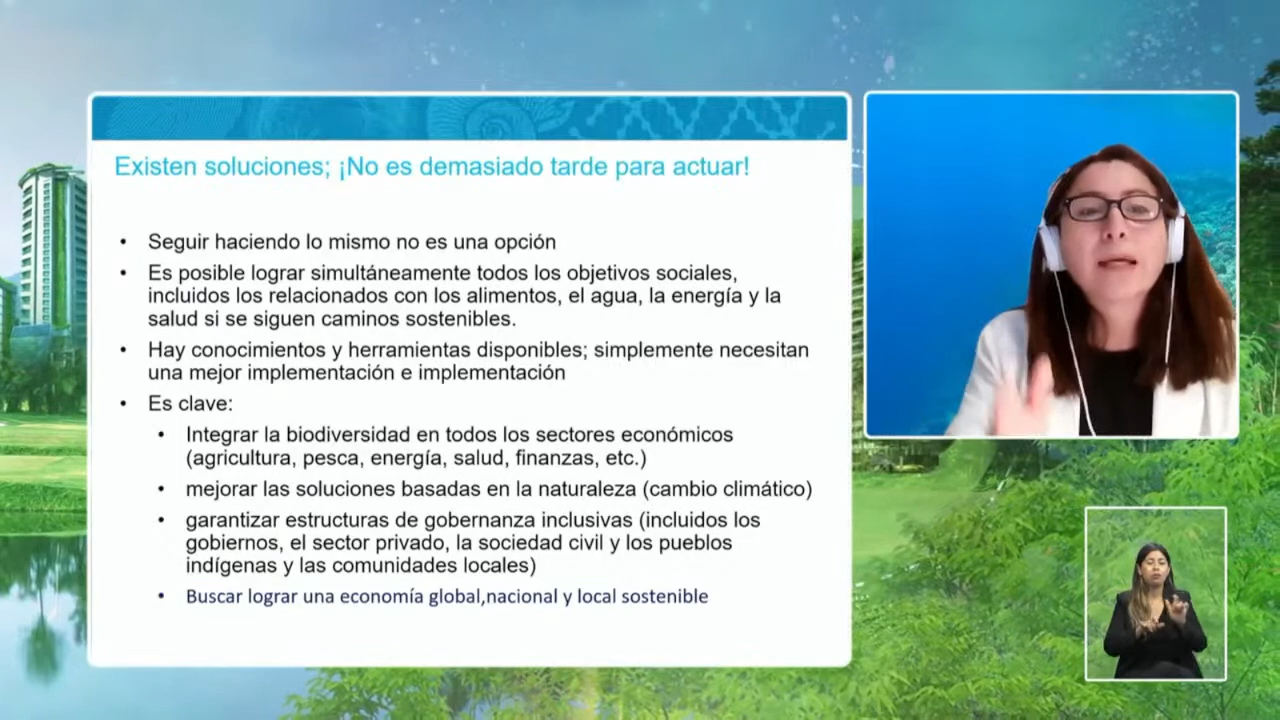 Existen soluciones; ¡No es demasiado tarde para actuar!
• Seguir haciendo lo mismo no es una opción
• Es posible lograr simultáneamente todos los objetivos sociales,
incluidos los relacionados con los alimentos, el agua, la energía y la
salud si se siguen caminos sostenibles.
• Hay conocimientos y herramientas disponibles; simplemente necesitan
una mejor implementación e implementación
• Es clave:
• Integrar la biodiversidad en todos los sectores económicos
(agricultura, pesca, energía, salud, finanzas, etc.)
• mejorar las soluciones basadas en la naturaleza (cambio climático)
• garantizar estructuras de gobernanza inclusivas (incluidos los
gobiernos, el sector privado, la sociedad civil y los pueblos
indígenas y las comunidades locales)
• Buscar lograr una economía global,nacional y local sostenible